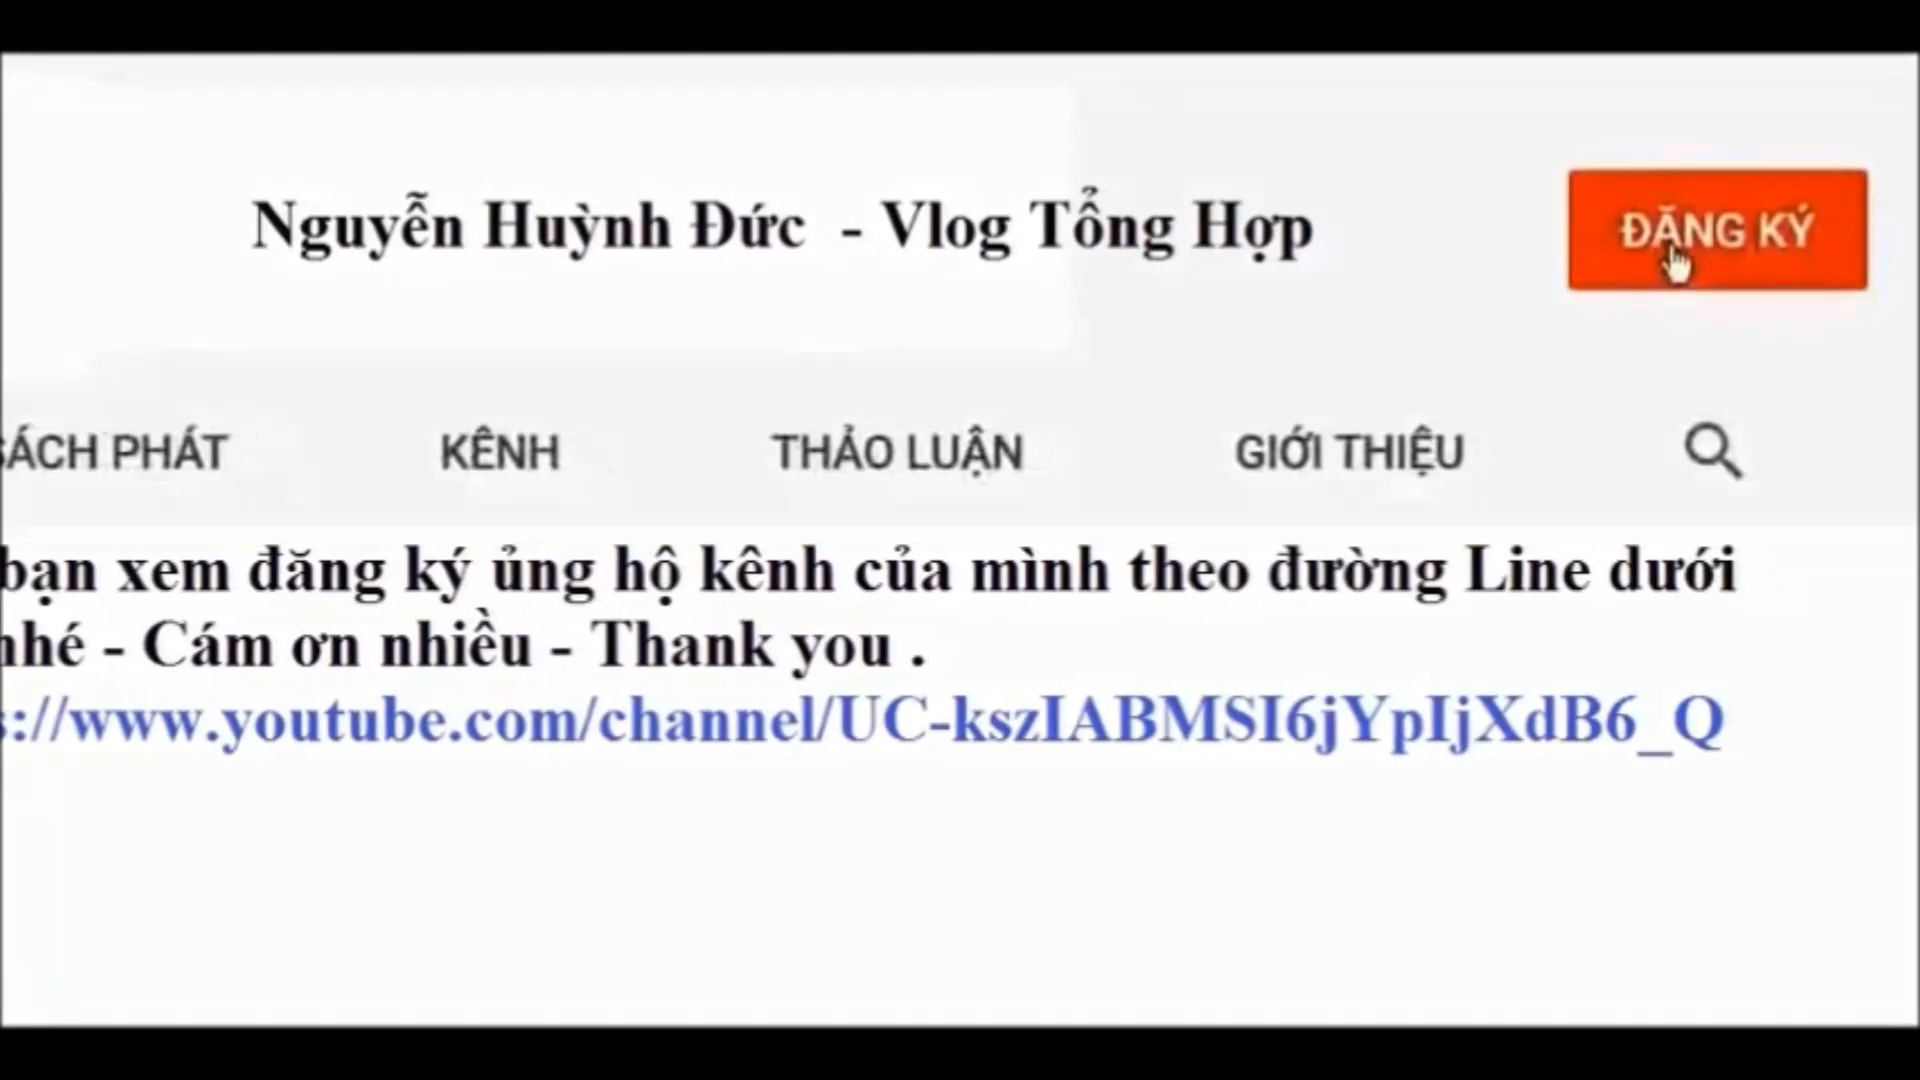 Nguyễn Huỳnh Đức - Vlog Tổng Hợp
ĐĂNG KÝ
SÁCH PHÁT KÊNH THẢO LUẬN GIỚI THIỆU
bạn xem đăng ký ủng hộ kênh của mình theo đường Line dưới
nhé - Cám ơn nhiều - Thank you .
s://www.youtube.com/channel/UC-kszIABMSI6jYpIjXdB6_Q